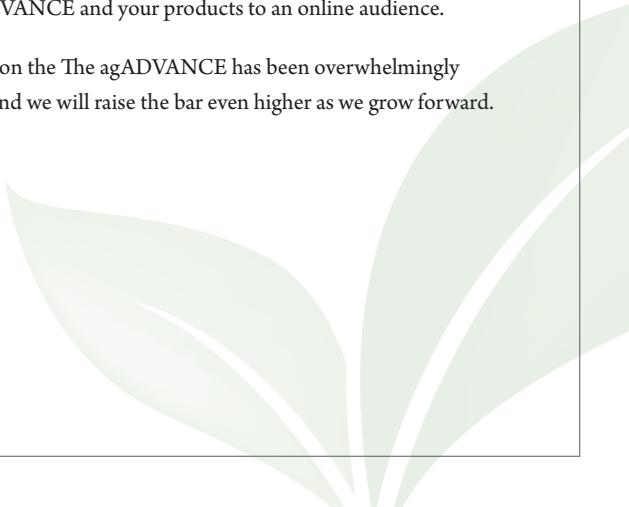 VANCE and your products to an online audience.
on the The agADVANCE has been overwhelmingly
nd we will raise the bar even higher as we grow forward.